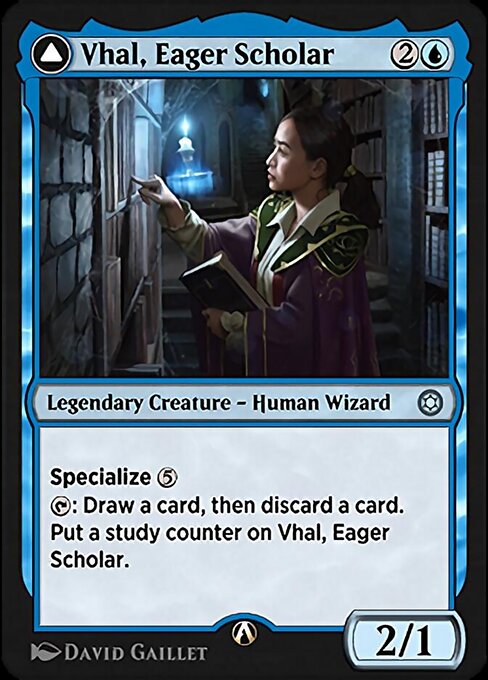 Vhal, Eager Scholar 2
Legendary Creature – Human Wizard
Specialize 5
: Draw a card, then discard a card.
Put a study counter on Vhal, Eager
Scholar.
2/1
DAVID GAILLET